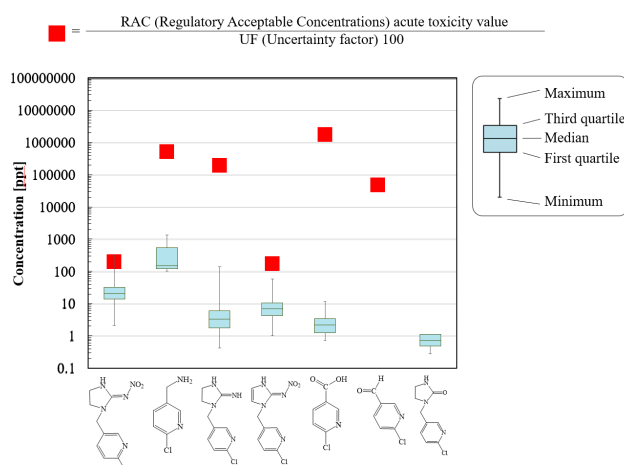 RAC (Regulatory Acceptable Concentrations) acute toxicity value
=
UF (Uncertainty factor) 100
100000000
10000000
1000000
100000
10000
1000
100
10
1
0.1
Concentration [ppt]
Maximum
Third quartile
Median
First quartile
Minimum
H
N
N
NO₂
N
N
NH₂
N
Cl
H
N
NH
N
N
Cl
H
N
N
NO₂
N
N
Cl
O
C
OH
N
Cl
H
O
C
N
Cl
H
N
O
N
N
Cl